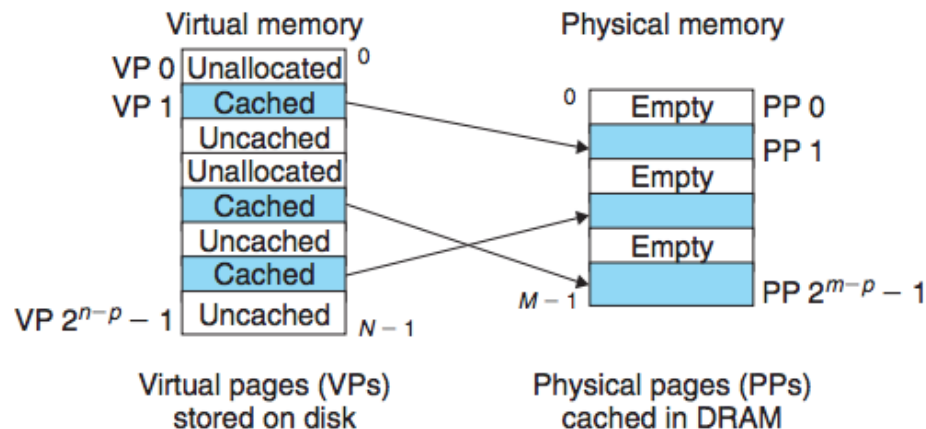 Virtual memory
Physical memory
VP 0 Unallocated 0
VP 1 Cached
Uncached
Unallocated
Cached
Uncached
Cached
VP 2^{n-p} − 1 Uncached N − 1
0 Empty PP 0
PP 1
Empty
Empty
M − 1 PP 2^{m-p} − 1
Virtual pages (VPs)
stored on disk
Physical pages (PPs)
cached in DRAM